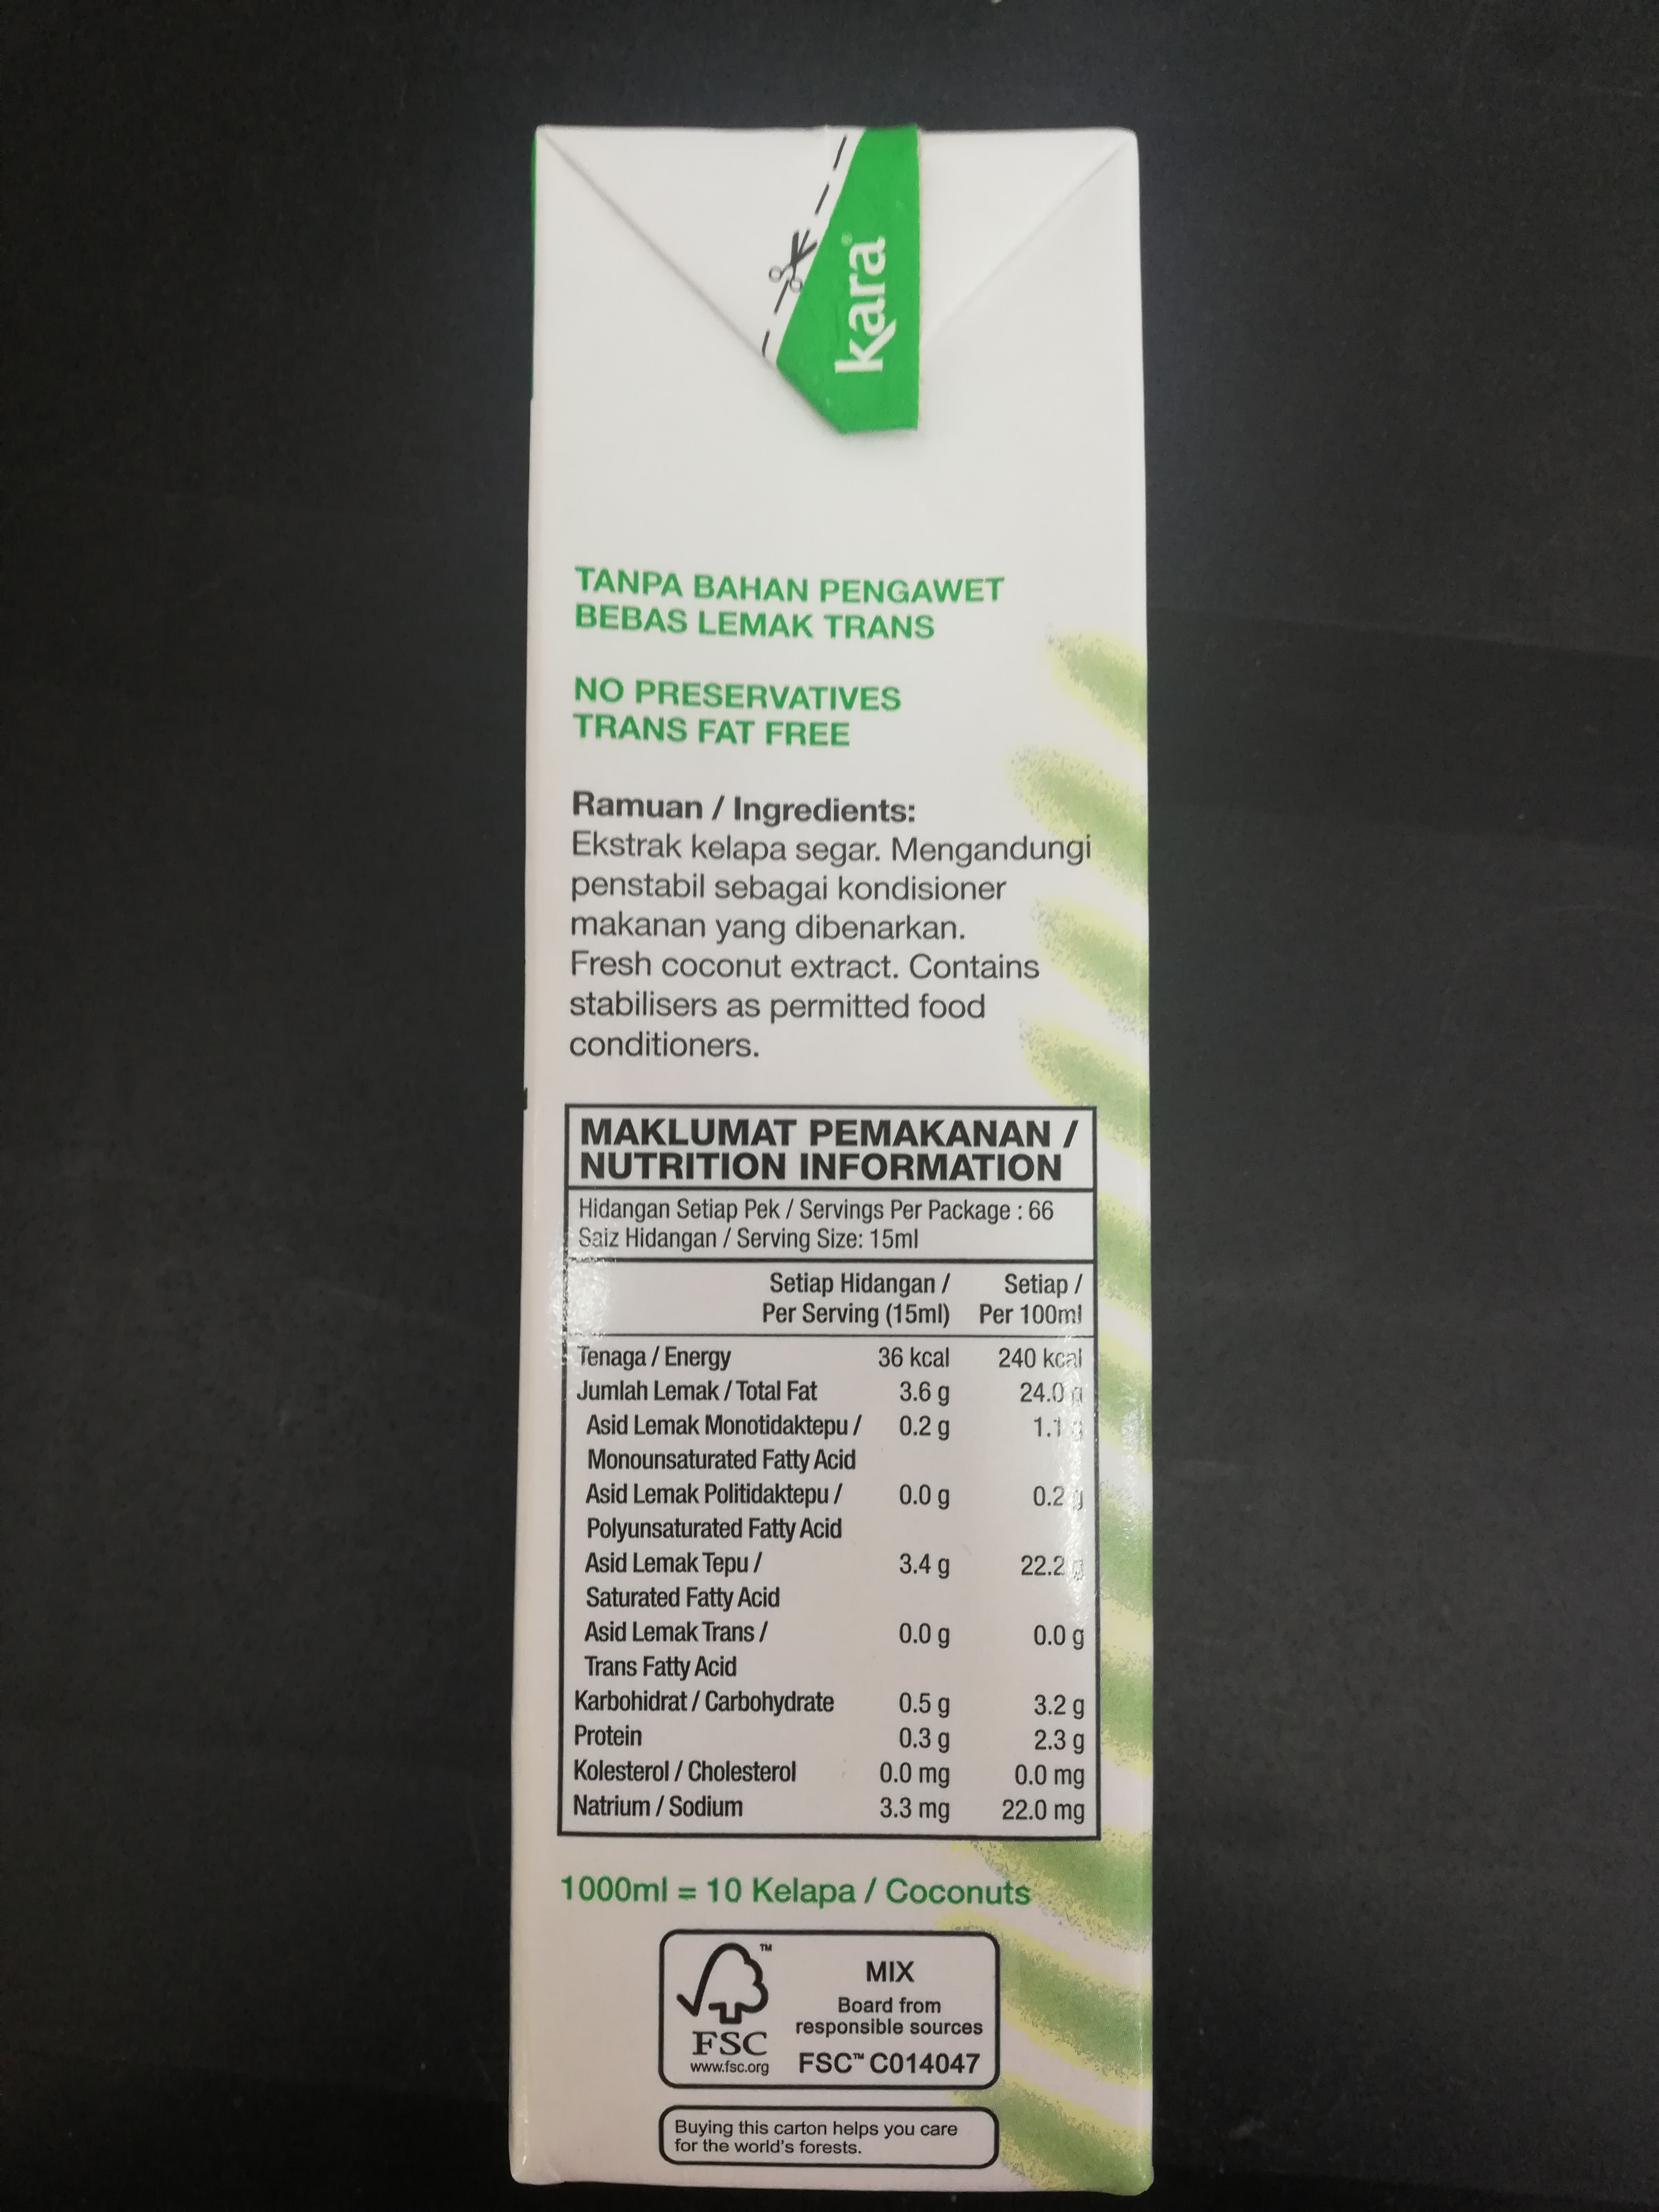 kara®
TANPA BAHAN PENGAWET
BEBAS LEMAK TRANS
NO PRESERVATIVES
TRANS FAT FREE
Ramuan / Ingredients:
Ekstrak kelapa segar. Mengandungi
penstabil sebagai kondisioner
makanan yang dibenarkan.
Fresh coconut extract. Contains
stabilisers as permitted food
conditioners.
MAKLUMAT PEMAKANAN /
NUTRITION INFORMATION
Hidangan Setiap Pek / Servings Per Package : 66
Saiz Hidangan / Serving Size: 15ml
Setiap Hidangan / Setiap /
Per Serving (15ml) Per 100ml
Tenaga / Energy 36 kcal 240 kcal
Jumlah Lemak / Total Fat 3.6 g 24.0 g
Asid Lemak Monotidaktepu / 0.2 g 1.1 g
Monounsaturated Fatty Acid
Asid Lemak Politidaktepu / 0.0 g 0.2 g
Polyunsaturated Fatty Acid
Asid Lemak Tepu / 3.4 g 22.2 g
Saturated Fatty Acid
Asid Lemak Trans / 0.0 g 0.0 g
Trans Fatty Acid
Karbohidrat / Carbohydrate 0.5 g 3.2 g
Protein 0.3 g 2.3 g
Kolesterol / Cholesterol 0.0 mg 0.0 mg
Natrium / Sodium 3.3 mg 22.0 mg
1000ml = 10 Kelapa / Coconuts
TM
FSC
www.fsc.org
MIX
Board from
responsible sources
FSC™ C014047
Buying this carton helps you care
for the world's forests.